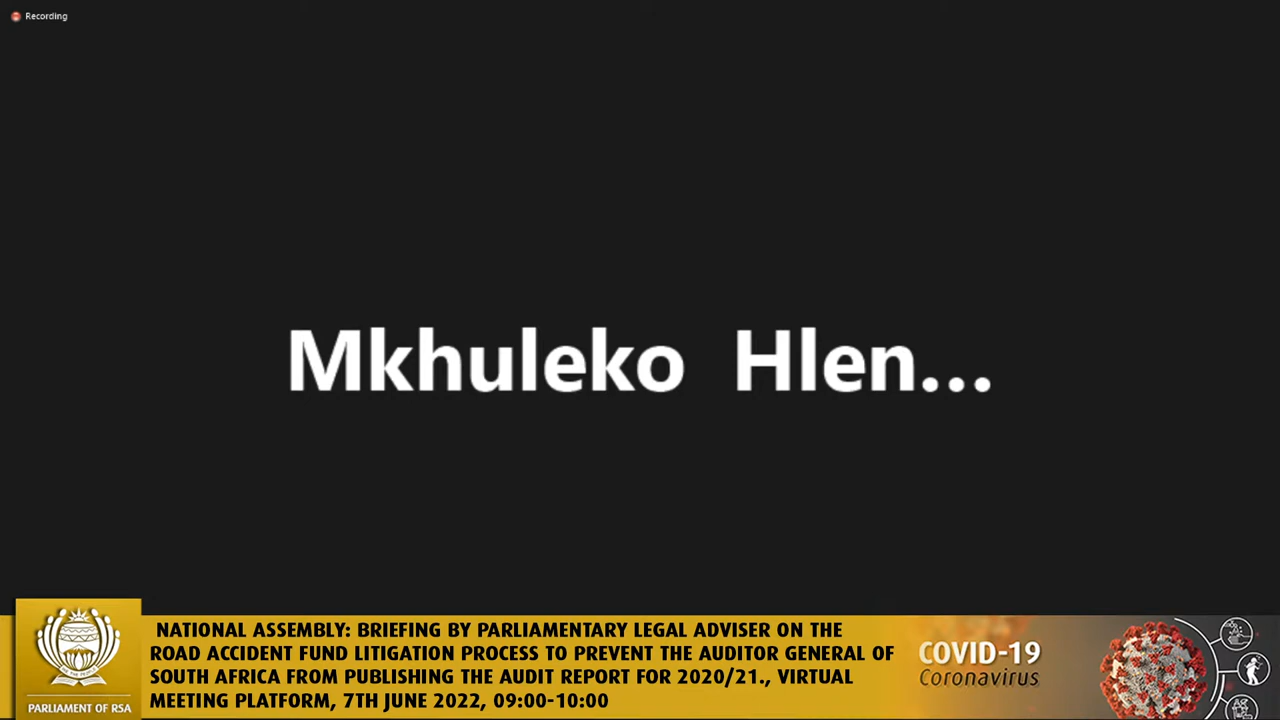 Recording
Mkhuleko Hlen...
NATIONAL ASSEMBLY: BRIEFING BY PARLIAMENTARY LEGAL ADVISER ON THE
ROAD ACCIDENT FUND LITIGATION PROCESS TO PREVENT THE AUDITOR GENERAL OF
SOUTH AFRICA FROM PUBLISHING THE AUDIT REPORT FOR 2020/21., VIRTUAL
MEETING PLATFORM, 7TH JUNE 2022, 09:00-10:00
PARLIAMENT OF RSA
COVID-19
Coronavirus